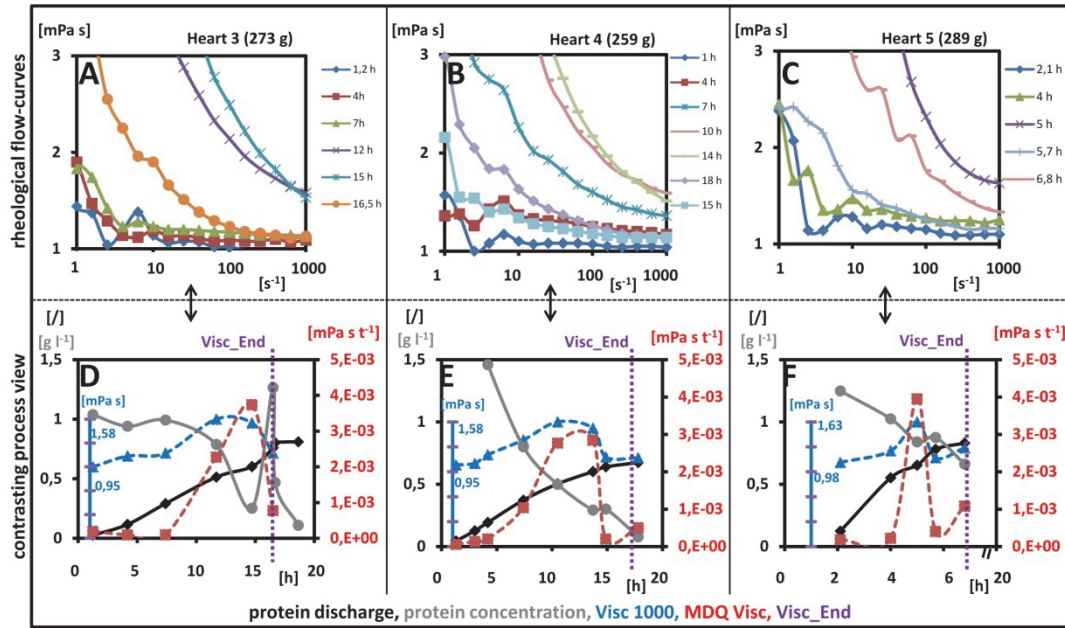 [mPa s] Heart 3 (273 g)
A
3
2
1
1 10 100 1000
[s⁻¹]
1,2 h
4h
7h
12 h
15 h
16,5 h
[mPa s] Heart 4 (259 g)
B
3
2
1
1 10 100 1000
[s⁻¹]
1 h
4 h
7 h
10 h
14 h
18 h
15 h
[mPa s] Heart 5 (289 g)
C
3
2
1
1 10 100 1000
[s⁻¹]
2,1 h
4 h
5 h
5,7 h
6,8 h
rheological flow-curves
contrasting process view
[/]
[g l⁻¹] Visc_End [mPa s t⁻¹]
D
1,5
1
0,5
0
[mPa s]
1,58
0,95
5,E-03
4,E-03
3,E-03
2,E-03
1,E-03
0,E+00
0 5 10 15 20
[h]
[/]
[g l⁻¹] Visc_End [mPa s t⁻¹]
E
1,5
1
0,5
0
[mPa s]
1,58
0,95
5,E-03
4,E-03
3,E-03
2,E-03
1,E-03
0,E+00
0 5 10 15 20
[h]
[/]
[g l⁻¹] Visc_End [mPa s t⁻¹]
F
1,5
1
0,5
0
[mPa s]
1,63
0,98
5,E-03
4,E-03
3,E-03
2,E-03
1,E-03
0,E+00
0 2 4 6 // 20
[h]
protein discharge, protein concentration, Visc 1000, MDQ Visc, Visc_End